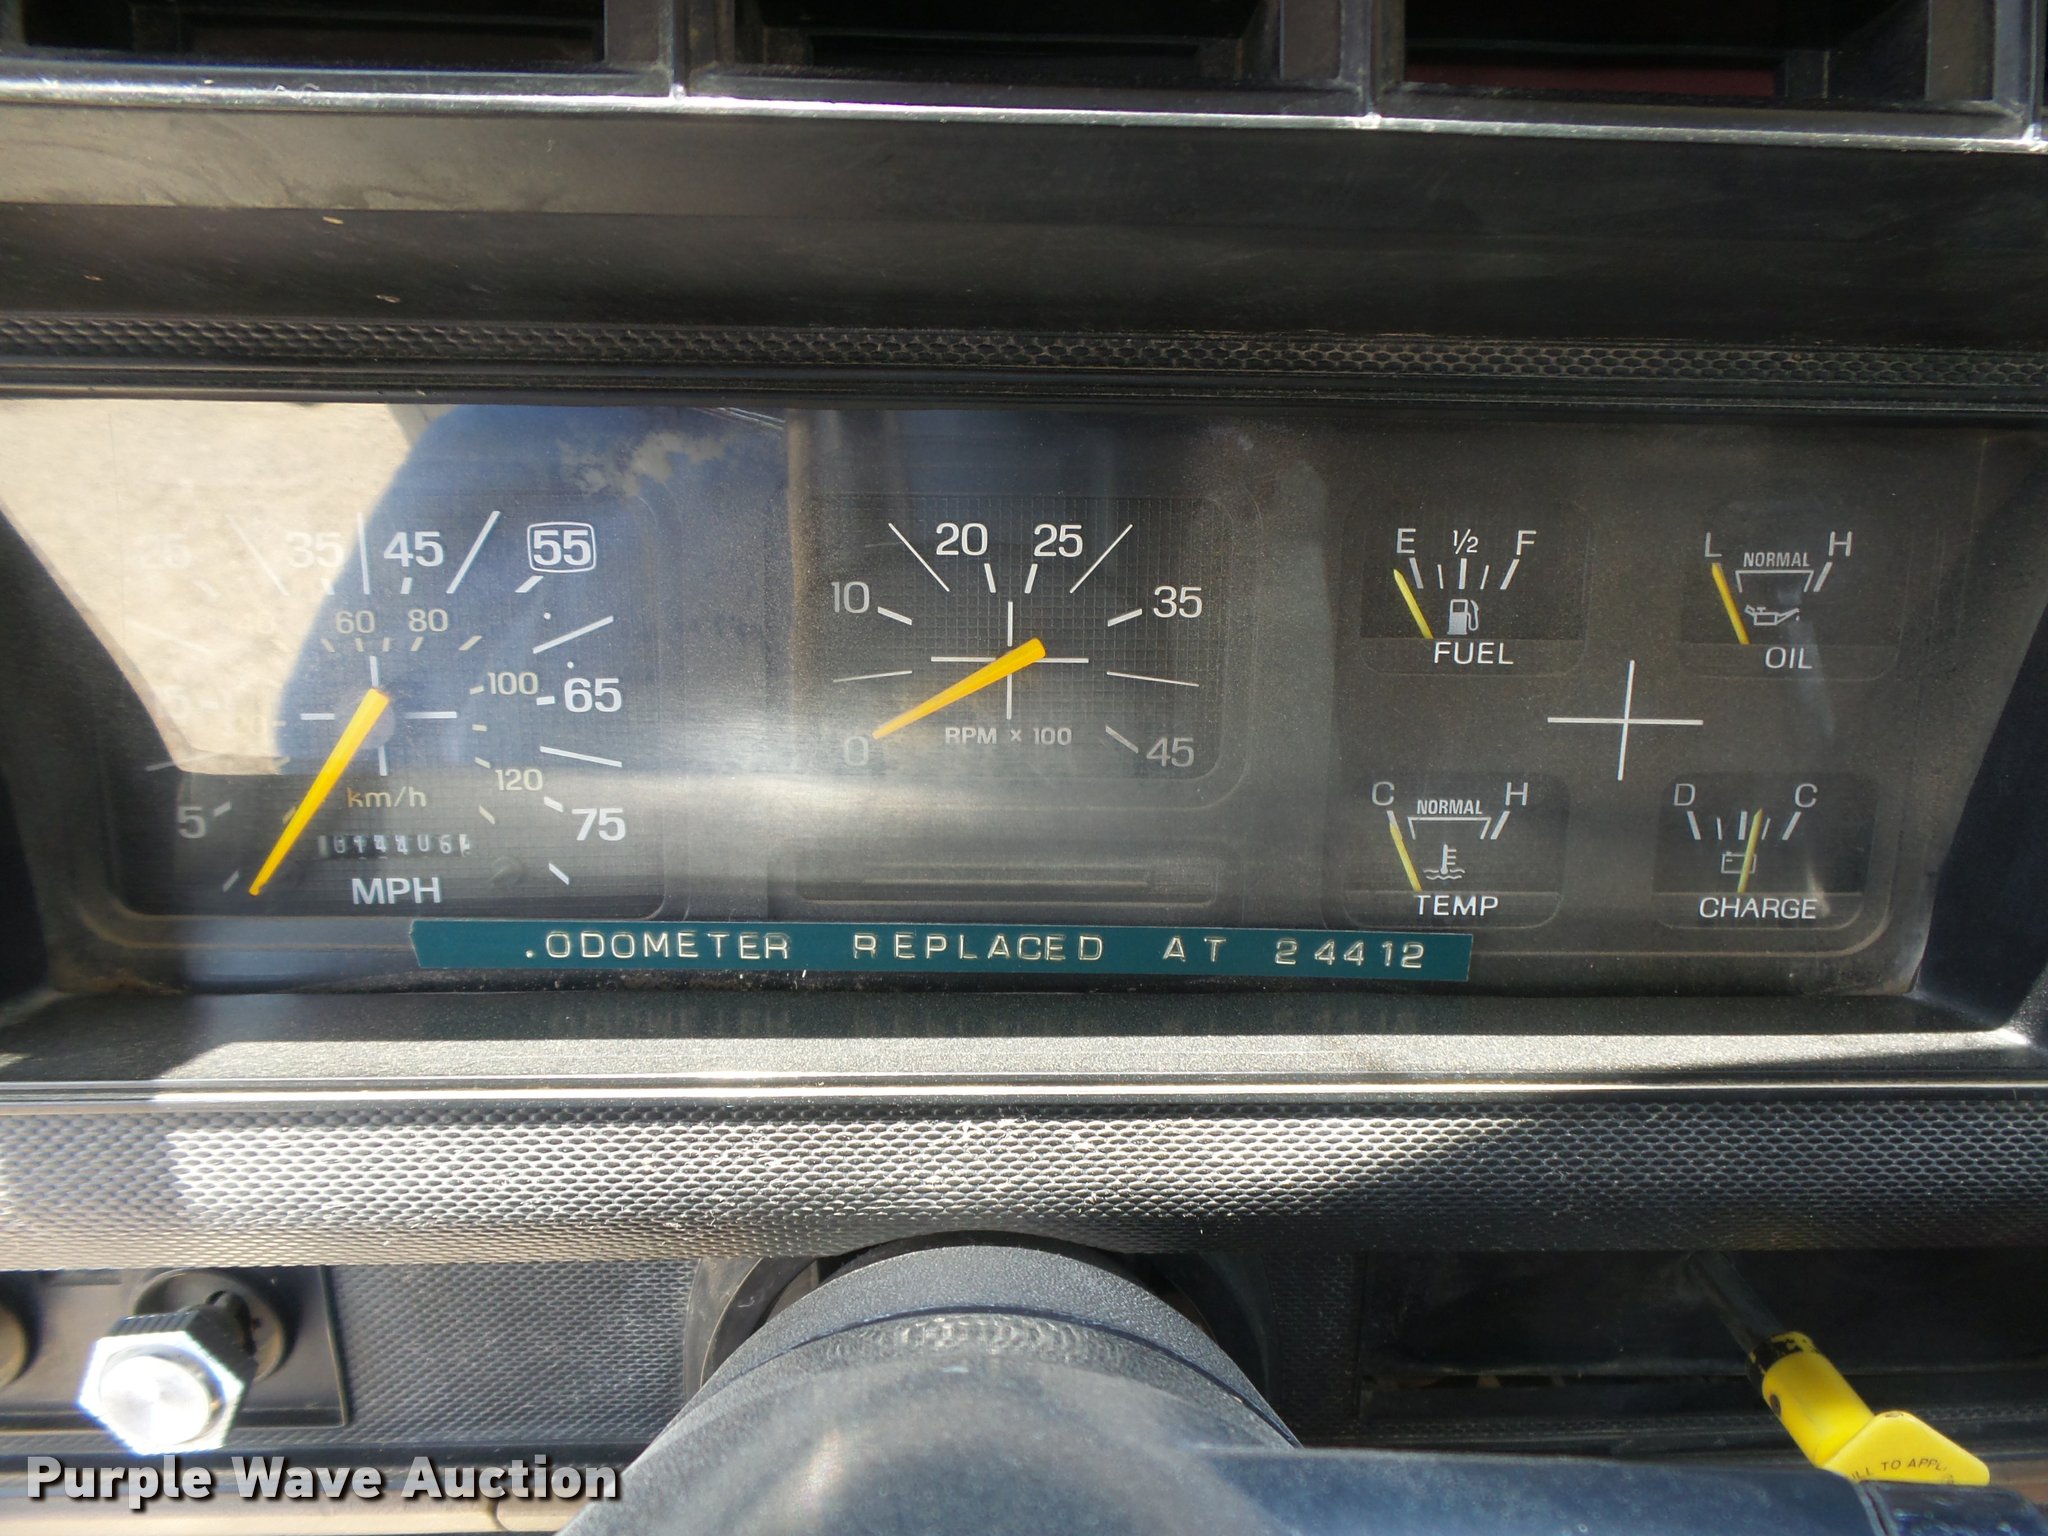 35 45 55
60 80
100
65
120
km/h
5
75
MPH
20 25
10 35
0 RPM x 100 45
E 1/2 F
FUEL
L NORMAL H
OIL
C NORMAL H
TEMP
D C
CHARGE
.ODOMETER REPLACED AT 24412
Purple Wave Auction